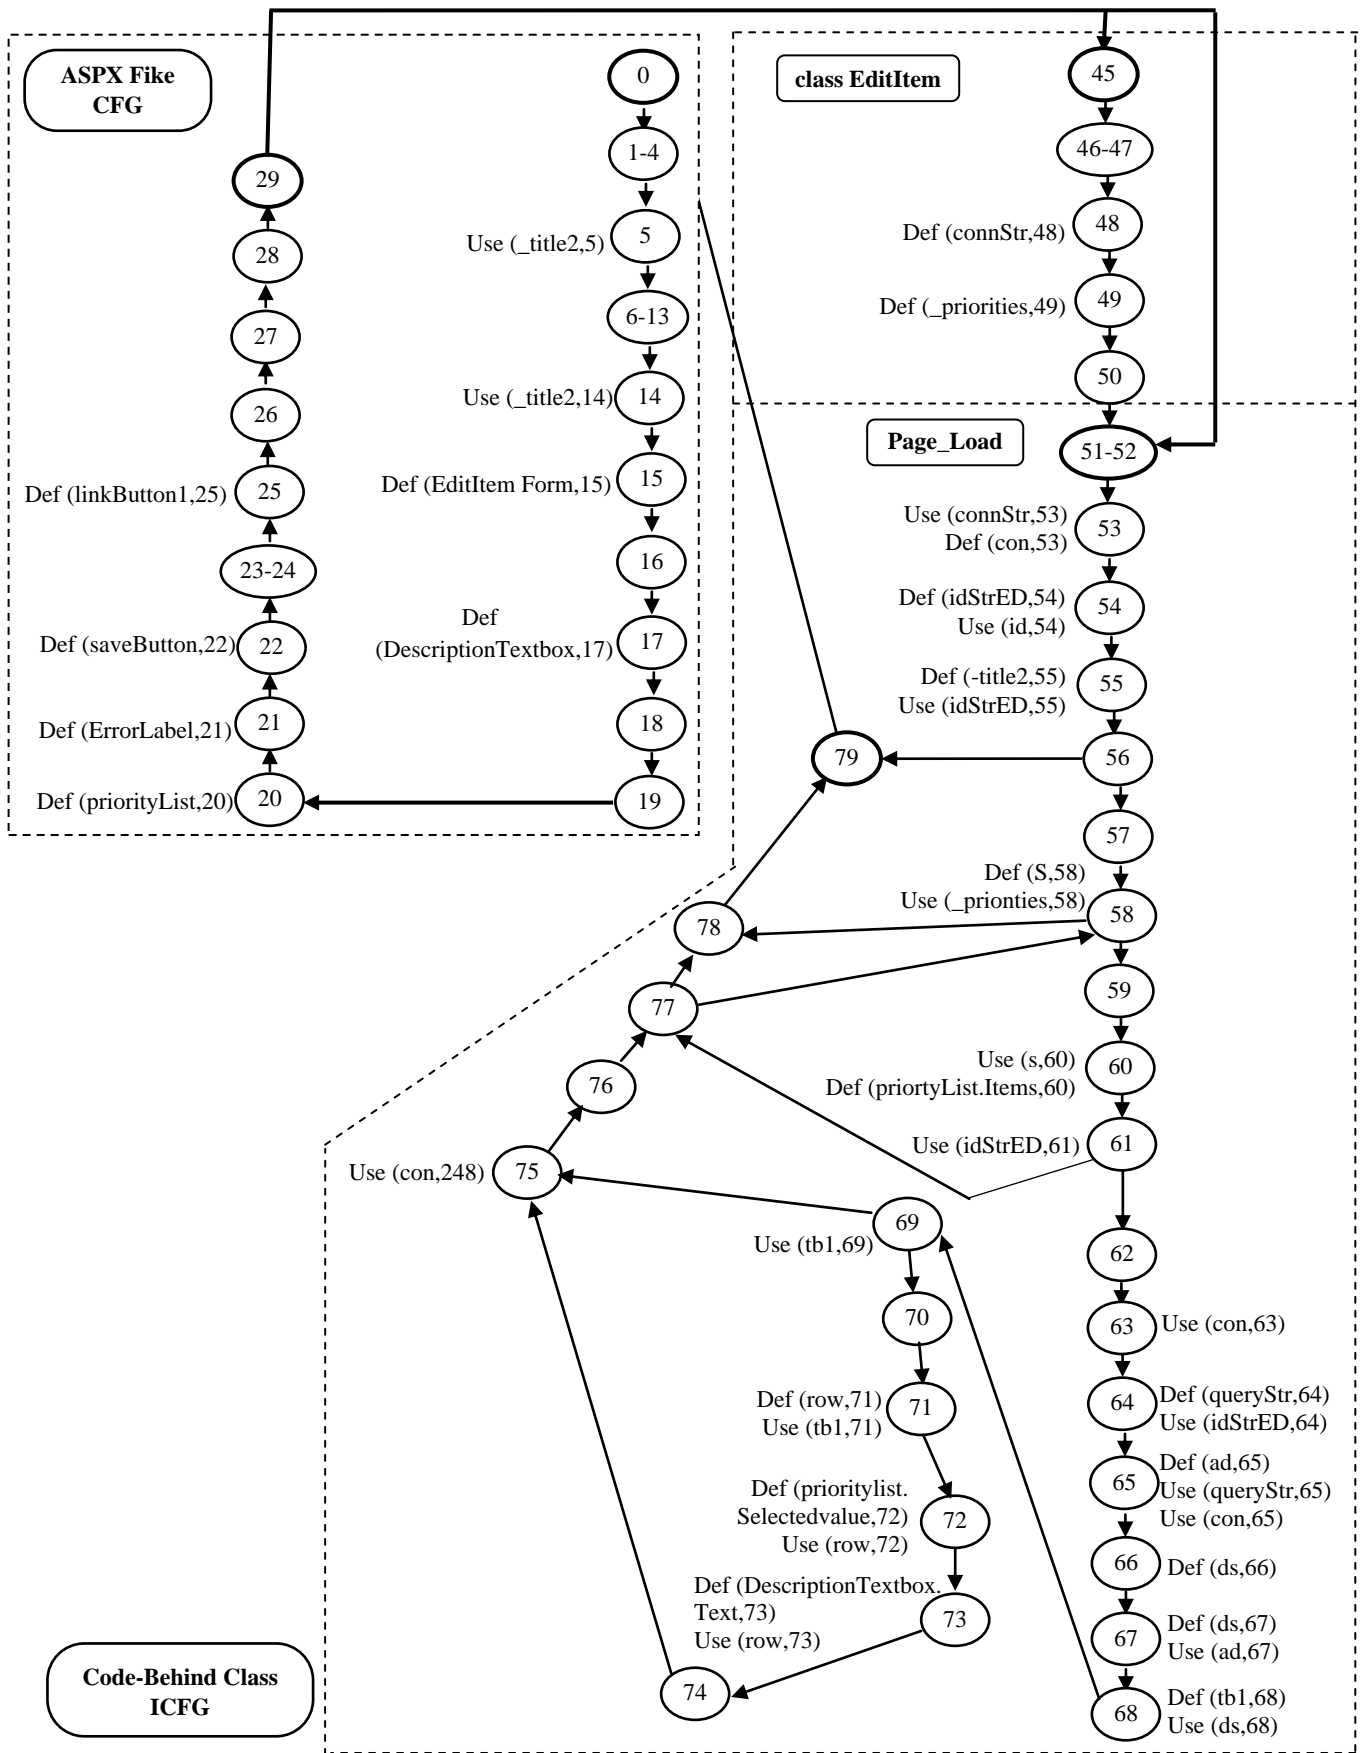 ASPX Fike
CFG
0
1-4
Use (_title2,5)
5
6-13
Use (_title2,14)
14
Def (EditItem Form,15)
15
16
Def
(DescriptionTextbox,17)
17
18
19
29
28
27
26
Def (linkButton1,25)
25
23-24
Def (saveButton,22)
22
Def (ErrorLabel,21)
21
Def (priorityList,20)
20
class EditItem
45
46-47
Def (connStr,48)
48
Def (_priorities,49)
49
50
Page_Load
51-52
Use (connStr,53)
Def (con,53)
53
Def (idStrED,54)
Use (id,54)
54
Def (-title2,55)
Use (idStrED,55)
55
56
79
57
Def (S,58)
Use (_prionties,58)
58
78
59
77
Use (s,60)
Def (priortyList.Items,60)
60
76
Use (idStrED,61)
61
Use (con,248)
75
69
Use (tb1,69)
62
70
63
Use (con,63)
Def (row,71)
Use (tb1,71)
71
64
Def (queryStr,64)
Use (idStrED,64)
65
Def (ad,65)
Use (queryStr,65)
Use (con,65)
Def (prioritylist.
Selectedvalue,72)
Use (row,72)
72
66
Def (ds,66)
Def (DescriptionTextbox.
Text,73)
Use (row,73)
73
67
Def (ds,67)
Use (ad,67)
74
68
Def (tb1,68)
Use (ds,68)
Code-Behind Class
ICFG